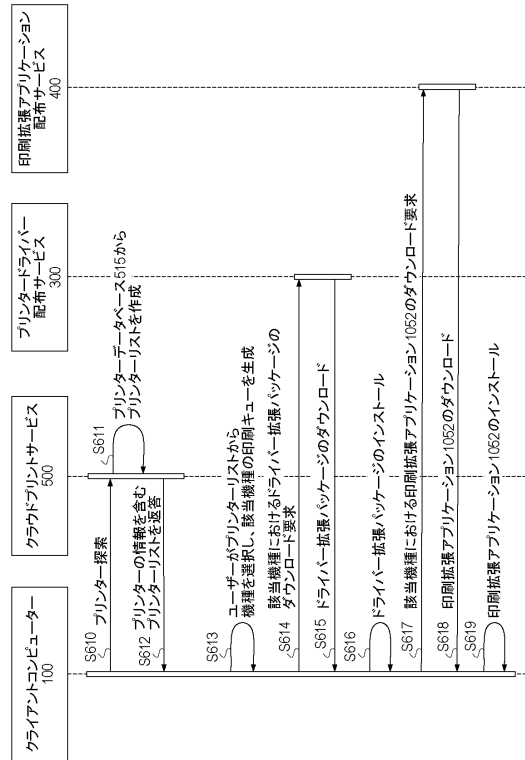 クライアントコンピューター
100
クラウドプリントサービス
500
プリンタードライバー
配布サービス
300
印刷拡張アプリケーション
配布サービス
400
S610
プリンター探索
S611
プリンターデータベース515から
プリンターリストを作成
S612
プリンターの情報を含む
プリンターリストを返答
S613
ユーザーがプリンターリストから
機種を選択し、該当機種の印刷キューを生成
S614
該当機種におけるドライバー拡張パッケージの
ダウンロード要求
S615
ドライバー拡張パッケージのダウンロード
S616
ドライバー拡張パッケージのインストール
S617
該当機種における印刷拡張アプリケーション1052のダウンロード要求
S618
印刷拡張アプリケーション1052のダウンロード
S619
印刷拡張アプリケーション1052のインストール